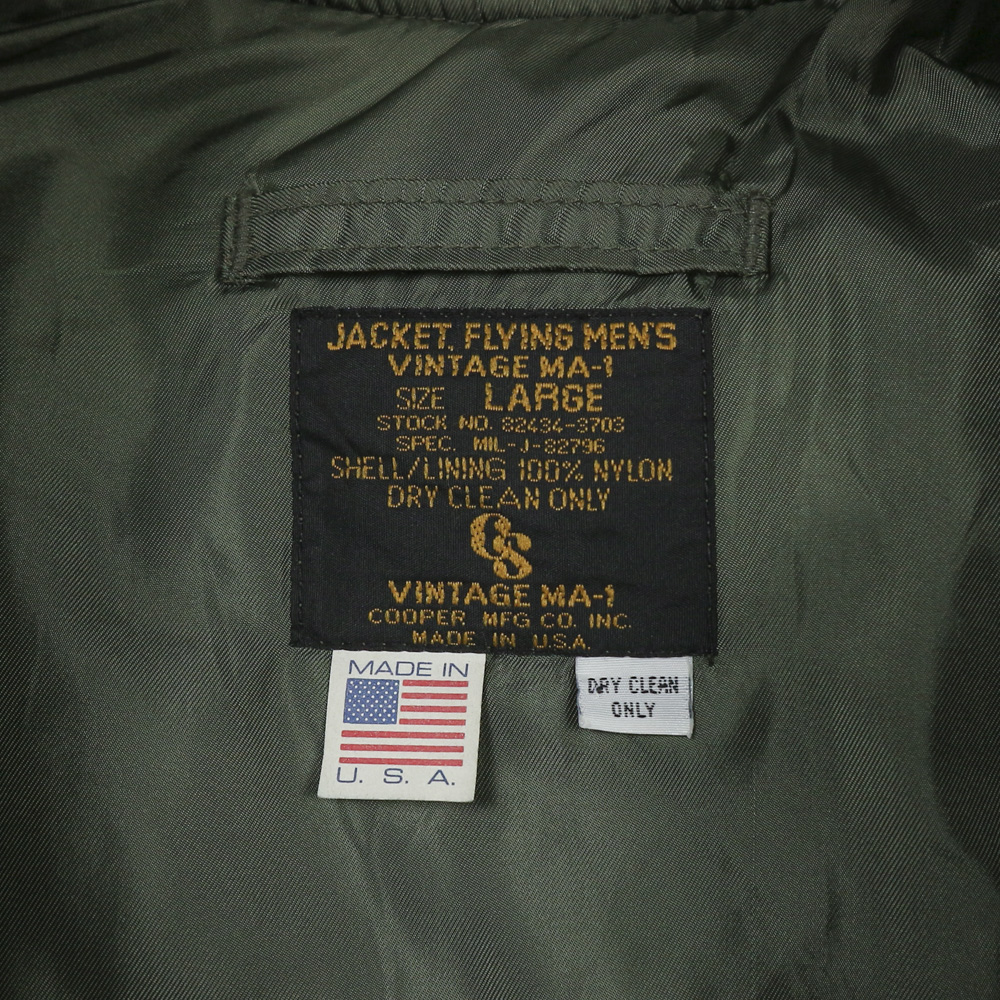 JACKET, FLYING MEN'S
VINTAGE MA-1
SIZE LARGE
STOCK NO. 82434-3703
SPEC. MIL-J-82796
SHELL/LINING 100% NYLON
DRY CLEAN ONLY
CS
VINTAGE MA-1
COOPER MFG CO. INC.
MADE IN U.S.A.
MADE IN
U. S. A.
DRY CLEAN
ONLY